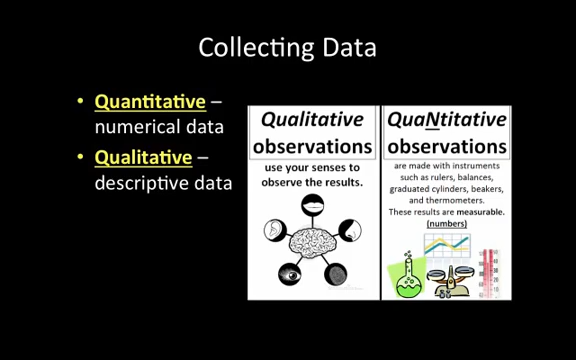 Collecting Data
• Quantitative –
numerical data
• Qualitative –
descriptive data
Qualitative
observations
use your senses to
observe the results.
QuaNtitative
observations
are made with instruments
such as rulers, balances,
graduated cylinders, beakers,
and thermometers.
These results are measurable.
(numbers)